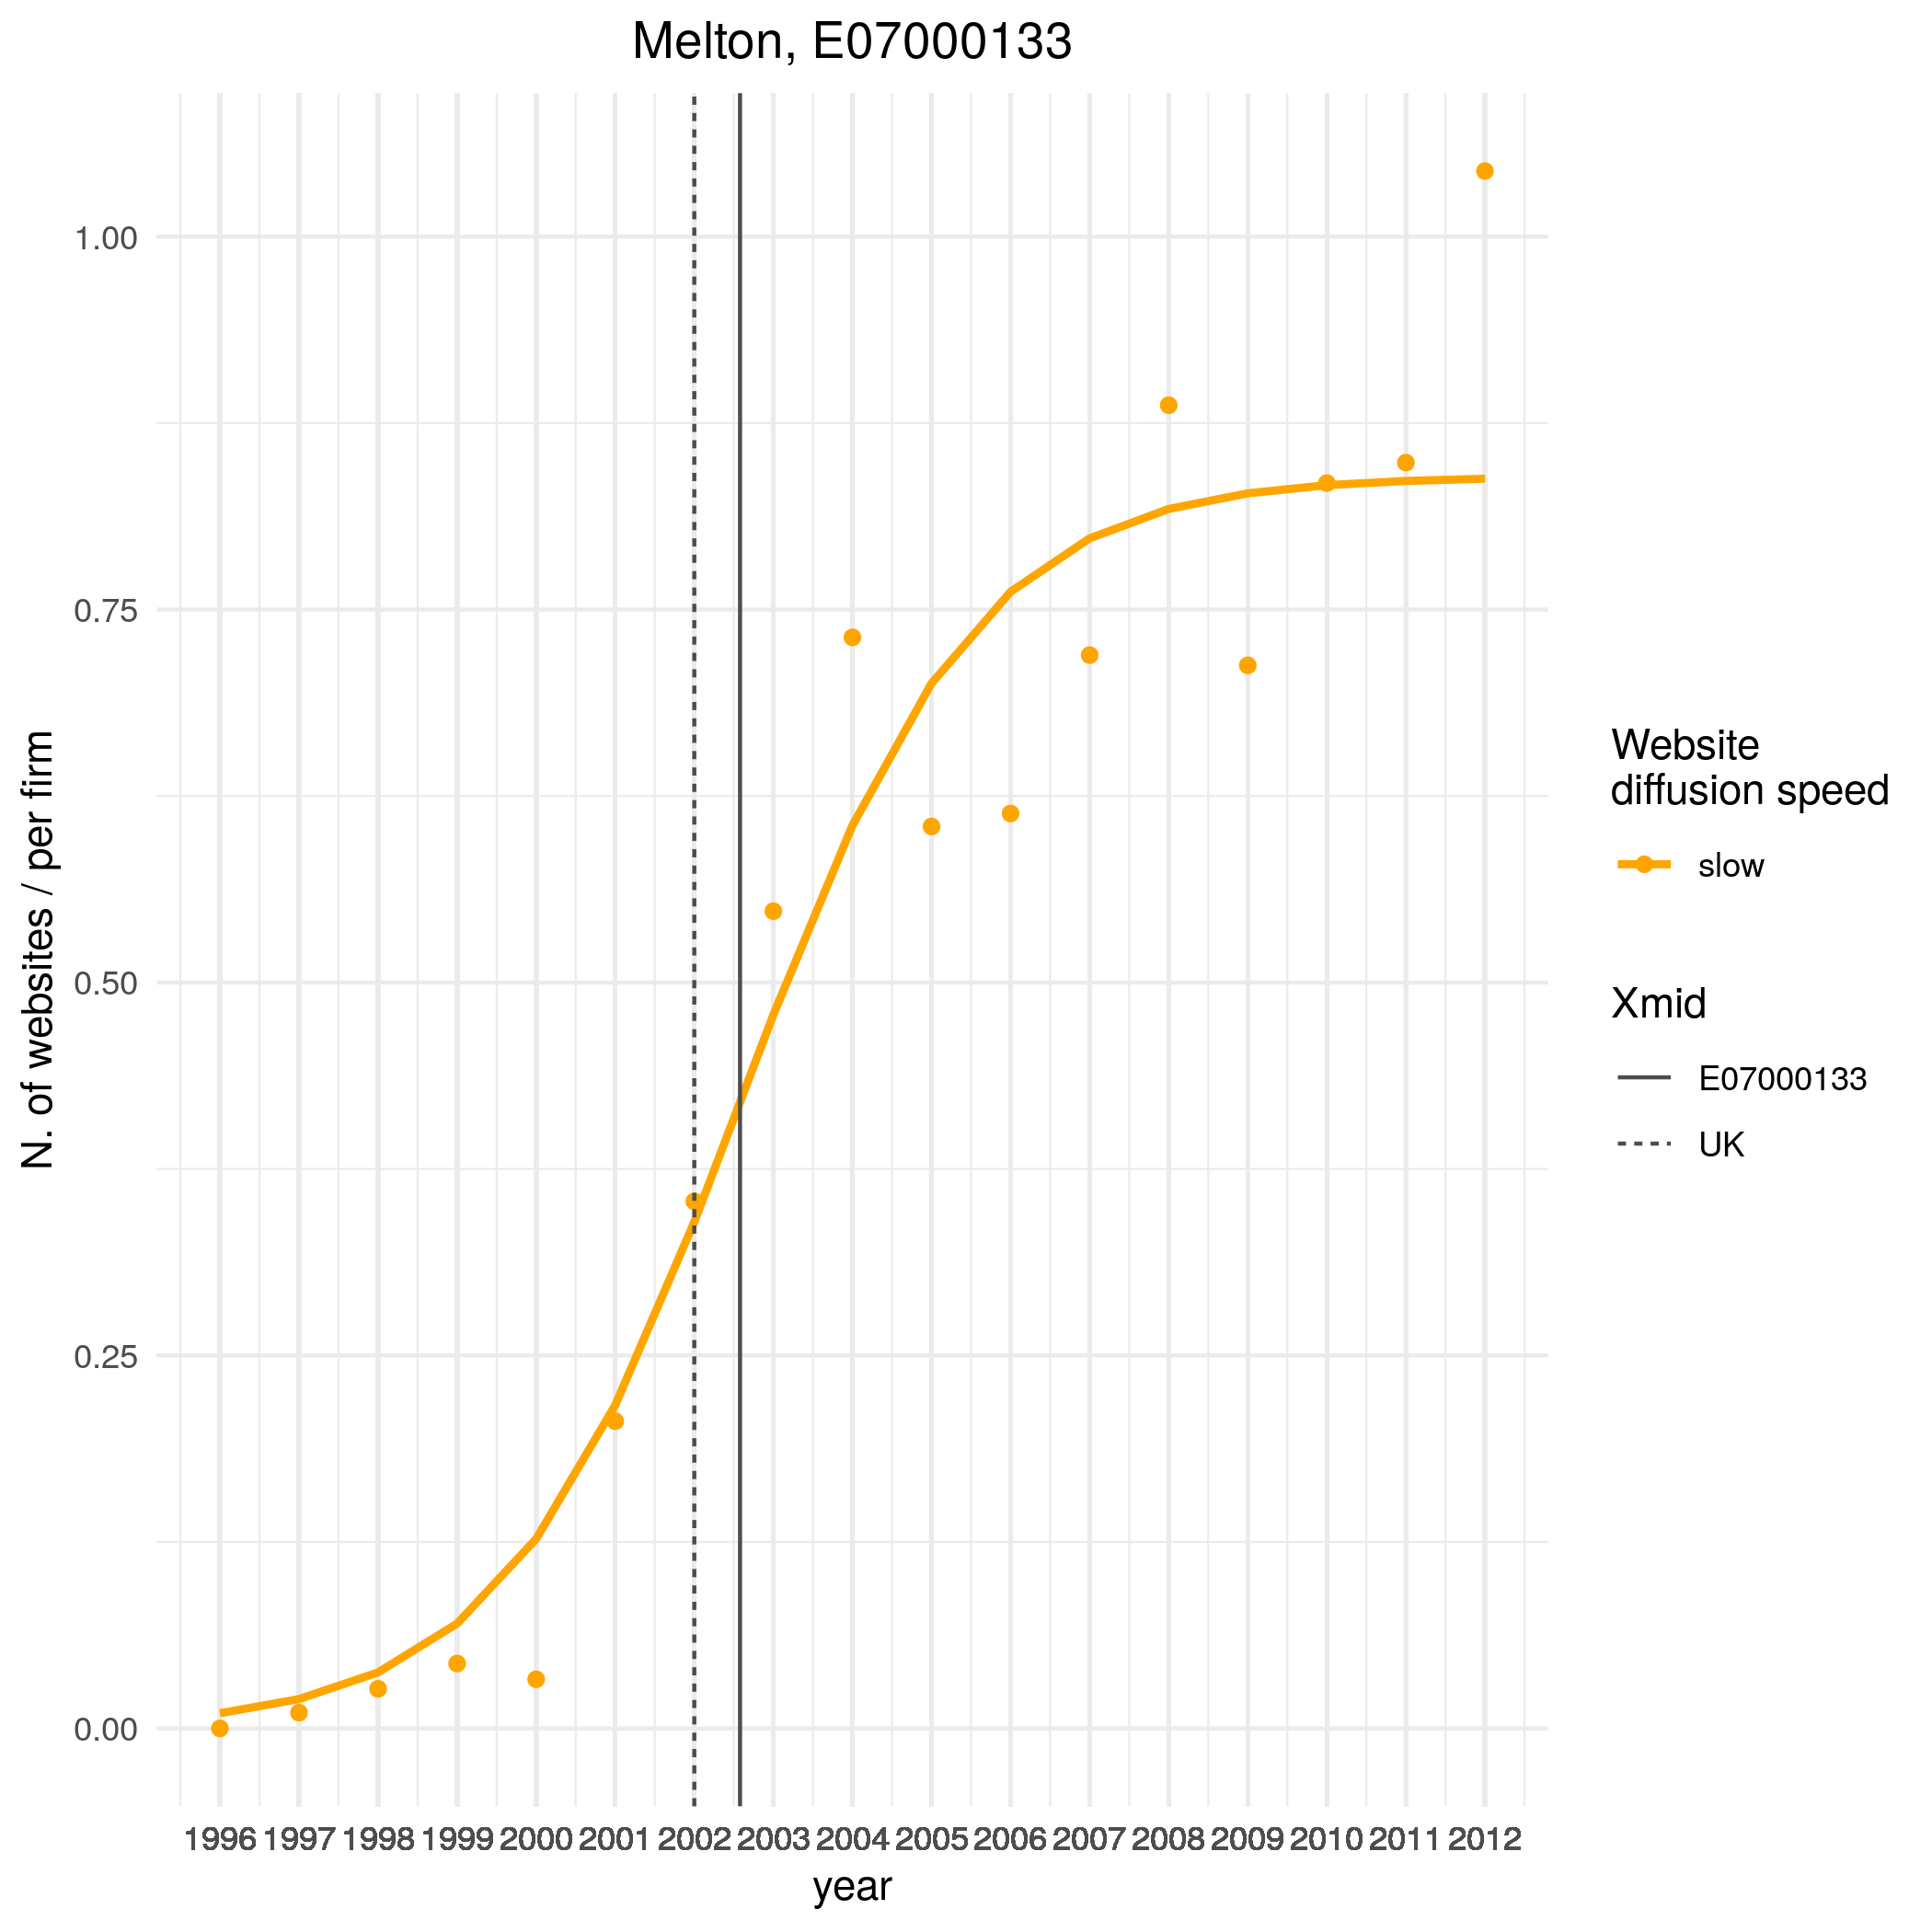 Melton, E07000133
N. of websites / per firm
1.00
0.75
0.50
0.25
0.00
1996 1997 1998 1999 2000 2001 2002 2003 2004 2005 2006 2007 2008 2009 2010 2011 2012
year
Website
diffusion speed
slow
Xmid
E07000133
UK